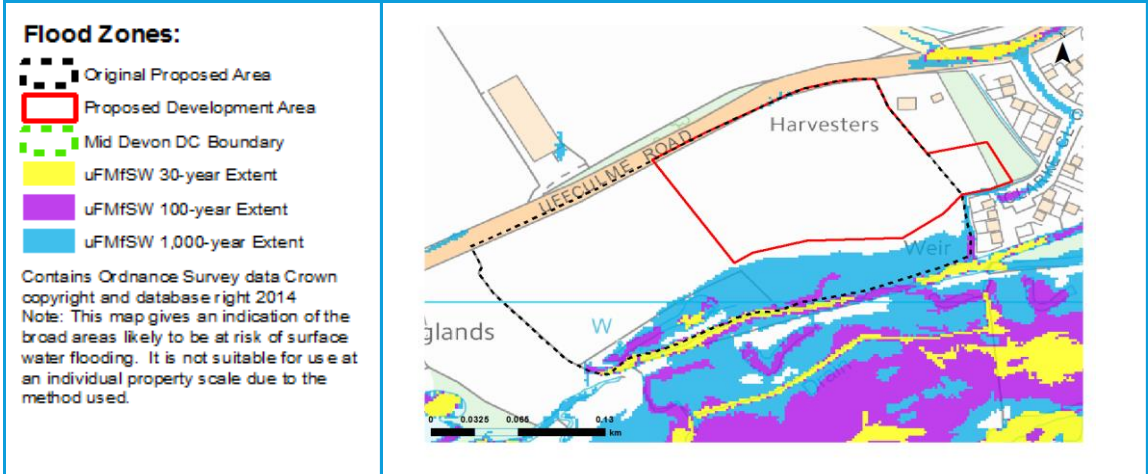 Flood Zones:
Original Proposed Area
Proposed Development Area
Mid Devon DC Boundary
uFMfSW 30-year Extent
uFMfSW 100-year Extent
uFMfSW 1,000-year Extent
Contains Ordnance Survey data Crown
copyright and database right 2014
Note: This map gives an indication of the
broad areas likely to be at risk of surface
water flooding. It is not suitable for use at
an individual property scale due to the
method used.
Harvesters
UFFCULME ROAD
CLARKE CL
Weir
W
glands
Drain
0 0.0325 0.065 0.13
km